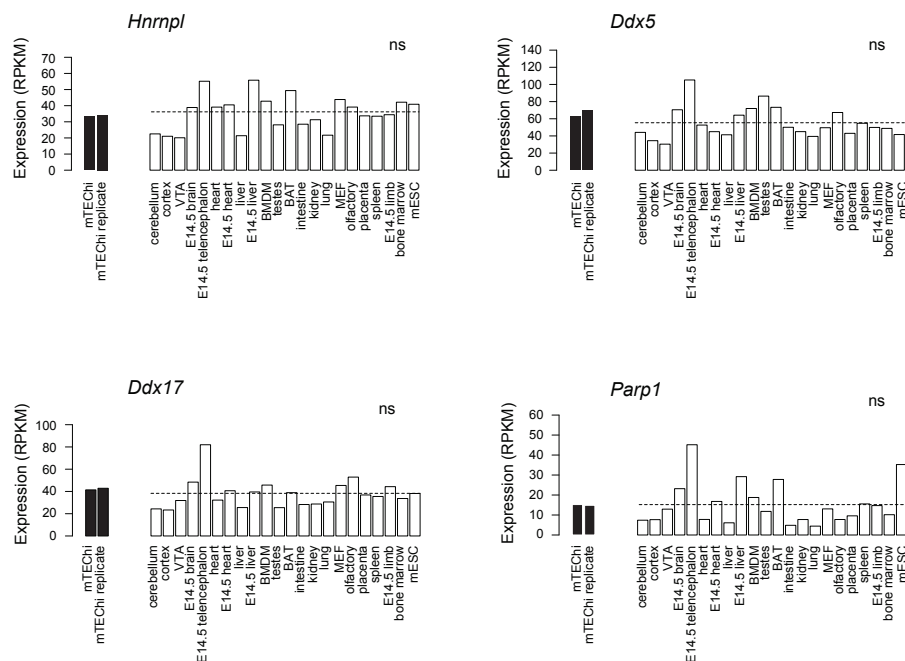 Hnrnpl
ns
Expression (RPKM)
70
60
50
40
30
20
10
0
mTEChi
mTEChi replicate
cerebellum
cortex
VTA
E14.5 brain
E14.5 telencephalon
heart
E14.5 heart
liver
E14.5 liver
BMDM
testes
BAT
intestine
kidney
lung
MEF
olfactory
placenta
spleen
E14.5 limb
bone marrow
mESC
Ddx5
ns
Expression (RPKM)
140
120
100
80
60
40
20
0
mTEChi
mTEChi replicate
cerebellum
cortex
VTA
E14.5 brain
E14.5 telencephalon
heart
E14.5 heart
liver
E14.5 liver
BMDM
testes
BAT
intestine
kidney
lung
MEF
olfactory
placenta
spleen
E14.5 limb
bone marrow
mESC
Ddx17
ns
Expression (RPKM)
100
80
60
40
20
0
mTEChi
mTEChi replicate
cerebellum
cortex
VTA
E14.5 brain
E14.5 telencephalon
heart
E14.5 heart
liver
E14.5 liver
BMDM
testes
BAT
intestine
kidney
lung
MEF
olfactory
placenta
spleen
E14.5 limb
bone marrow
mESC
Parp1
ns
Expression (RPKM)
60
50
40
30
20
10
0
mTEChi
mTEChi replicate
cerebellum
cortex
VTA
E14.5 brain
E14.5 telencephalon
heart
E14.5 heart
liver
E14.5 liver
BMDM
testes
BAT
intestine
kidney
lung
MEF
olfactory
placenta
spleen
E14.5 limb
bone marrow
mESC